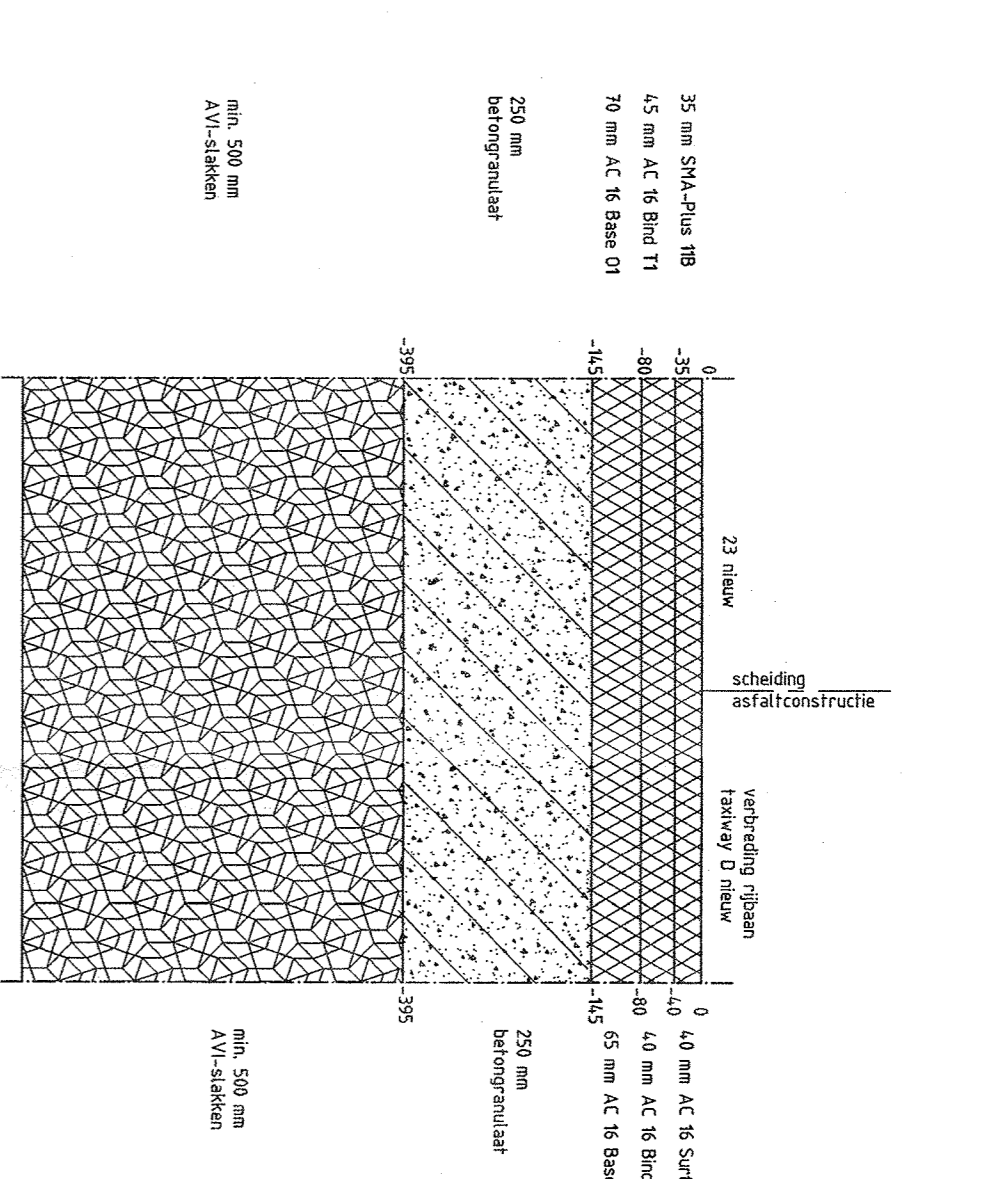 scheiding
asfaltconstructie
23 nieuw
verbreding rijbaan
taxiway D nieuw
35 mm SMA-Plus 11B
45 mm AC 16 Bind T1
70 mm AC 16 Base 01
250 mm
betongranulaat
min. 500 mm
AVI-slakken
0
-35
-80
-145
-395
0
-40
-80
-145
-395
40 mm AC 16 Surf
40 mm AC 16 Bind
65 mm AC 16 Base
250 mm
betongranulaat
min. 500 mm
AVI-slakken